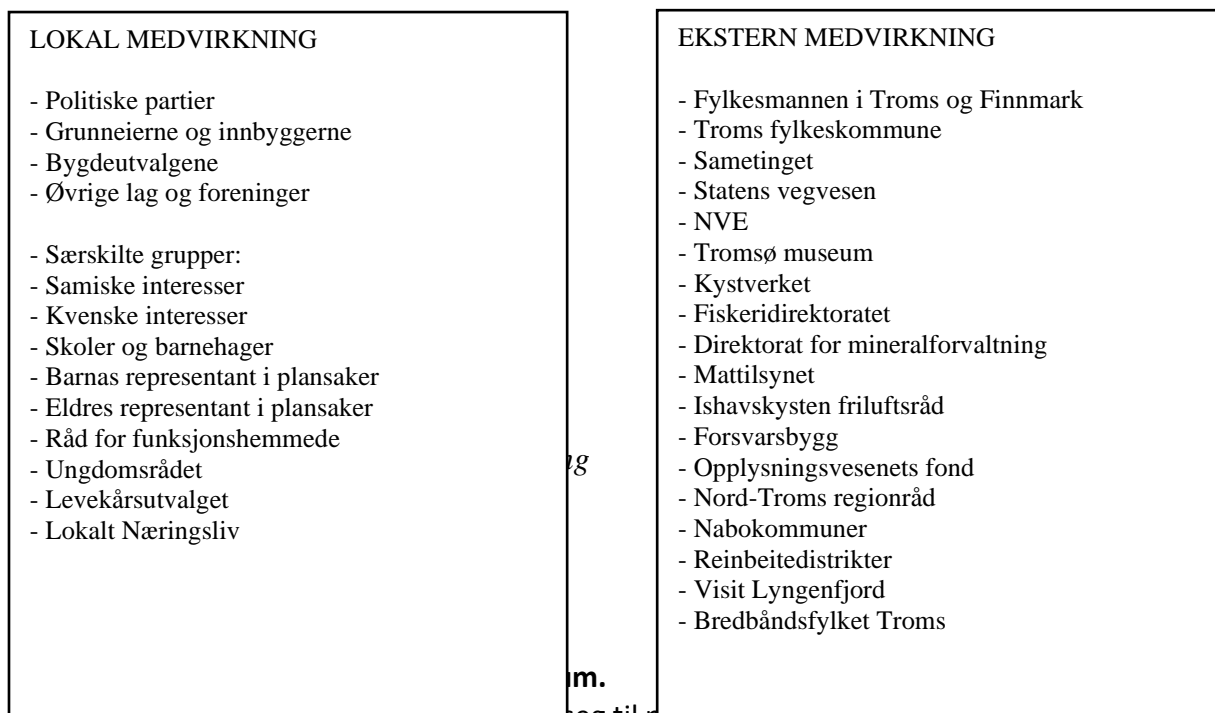 LOKAL MEDVIRKNING
- Politiske partier
- Grunneierne og innbyggerne
- Bygdeutvalgene
- Øvrige lag og foreninger
- Særskilte grupper:
- Samiske interesser
- Kvenske interesser
- Skoler og barnehager
- Barnas representant i plansaker
- Eldres representant i plansaker
- Råd for funksjonshemmede
- Ungdomsrådet
- Levekårsutvalget
- Lokalt Næringsliv
EKSTERN MEDVIRKNING
- Fylkesmannen i Troms og Finnmark
- Troms fylkeskommune
- Sametinget
- Statens vegvesen
- NVE
- Tromsø museum
- Kystverket
- Fiskeridirektoratet
- Direktorat for mineralforvaltning
- Mattilsynet
- Ishavskysten friluftsråd
- Forsvarsbygg
- Opplysningsvesenets fond
- Nord-Troms regionråd
- Nabokommuner
- Reinbeitedistrikter
- Visit Lyngenfjord
- Bredbåndsfylket Troms